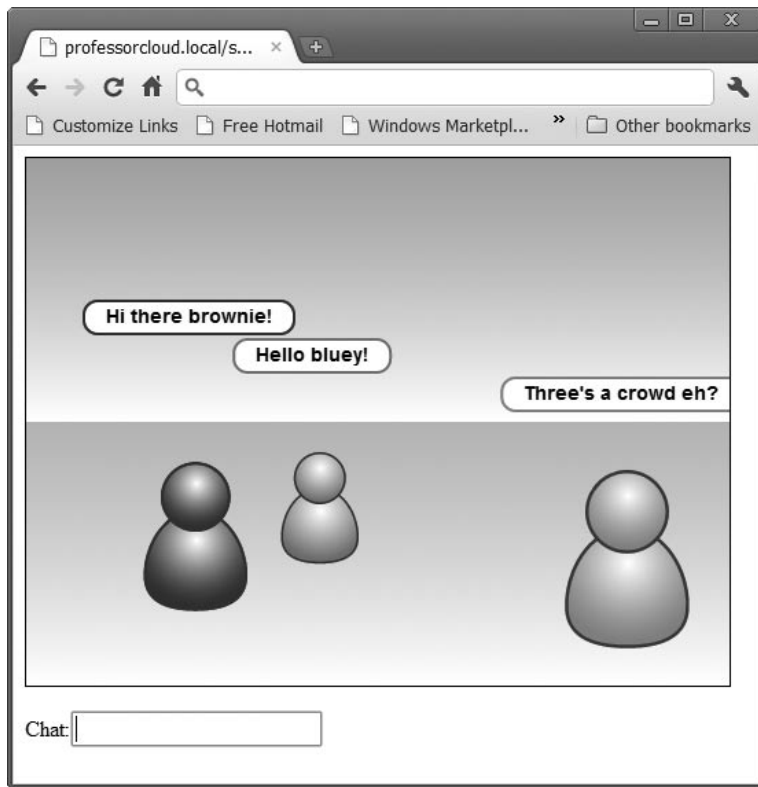 professorcloud.local/s...
Customize Links Free Hotmail Windows Marketpl... » Other bookmarks
Hi there brownie!
Hello bluey!
Three's a crowd eh?
Chat: